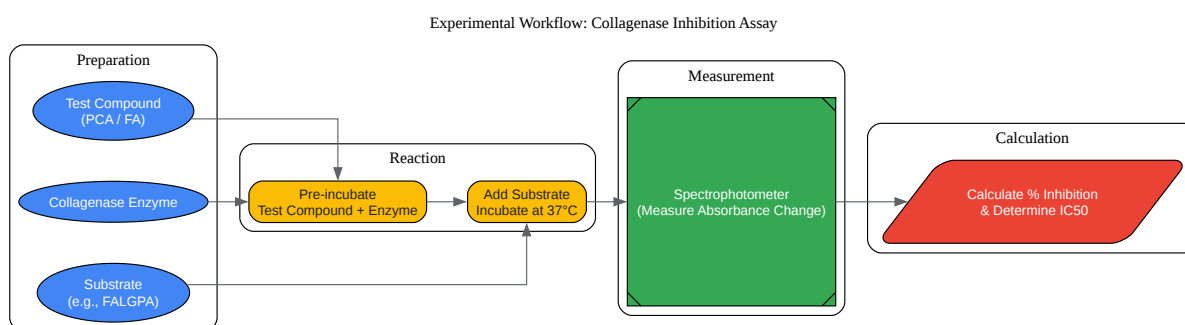 Experimental Workflow: Collagenase Inhibition Assay
Preparation
Test Compound
(PCA / FA)
Collagenase Enzyme
Substrate
(e.g., FALGPA)
Reaction
Pre-incubate
Test Compound + Enzyme
Add Substrate
Incubate at 37°C
Measurement
Spectrophotometer
(Measure Absorbance Change)
Calculation
Calculate % Inhibition
& Determine IC50